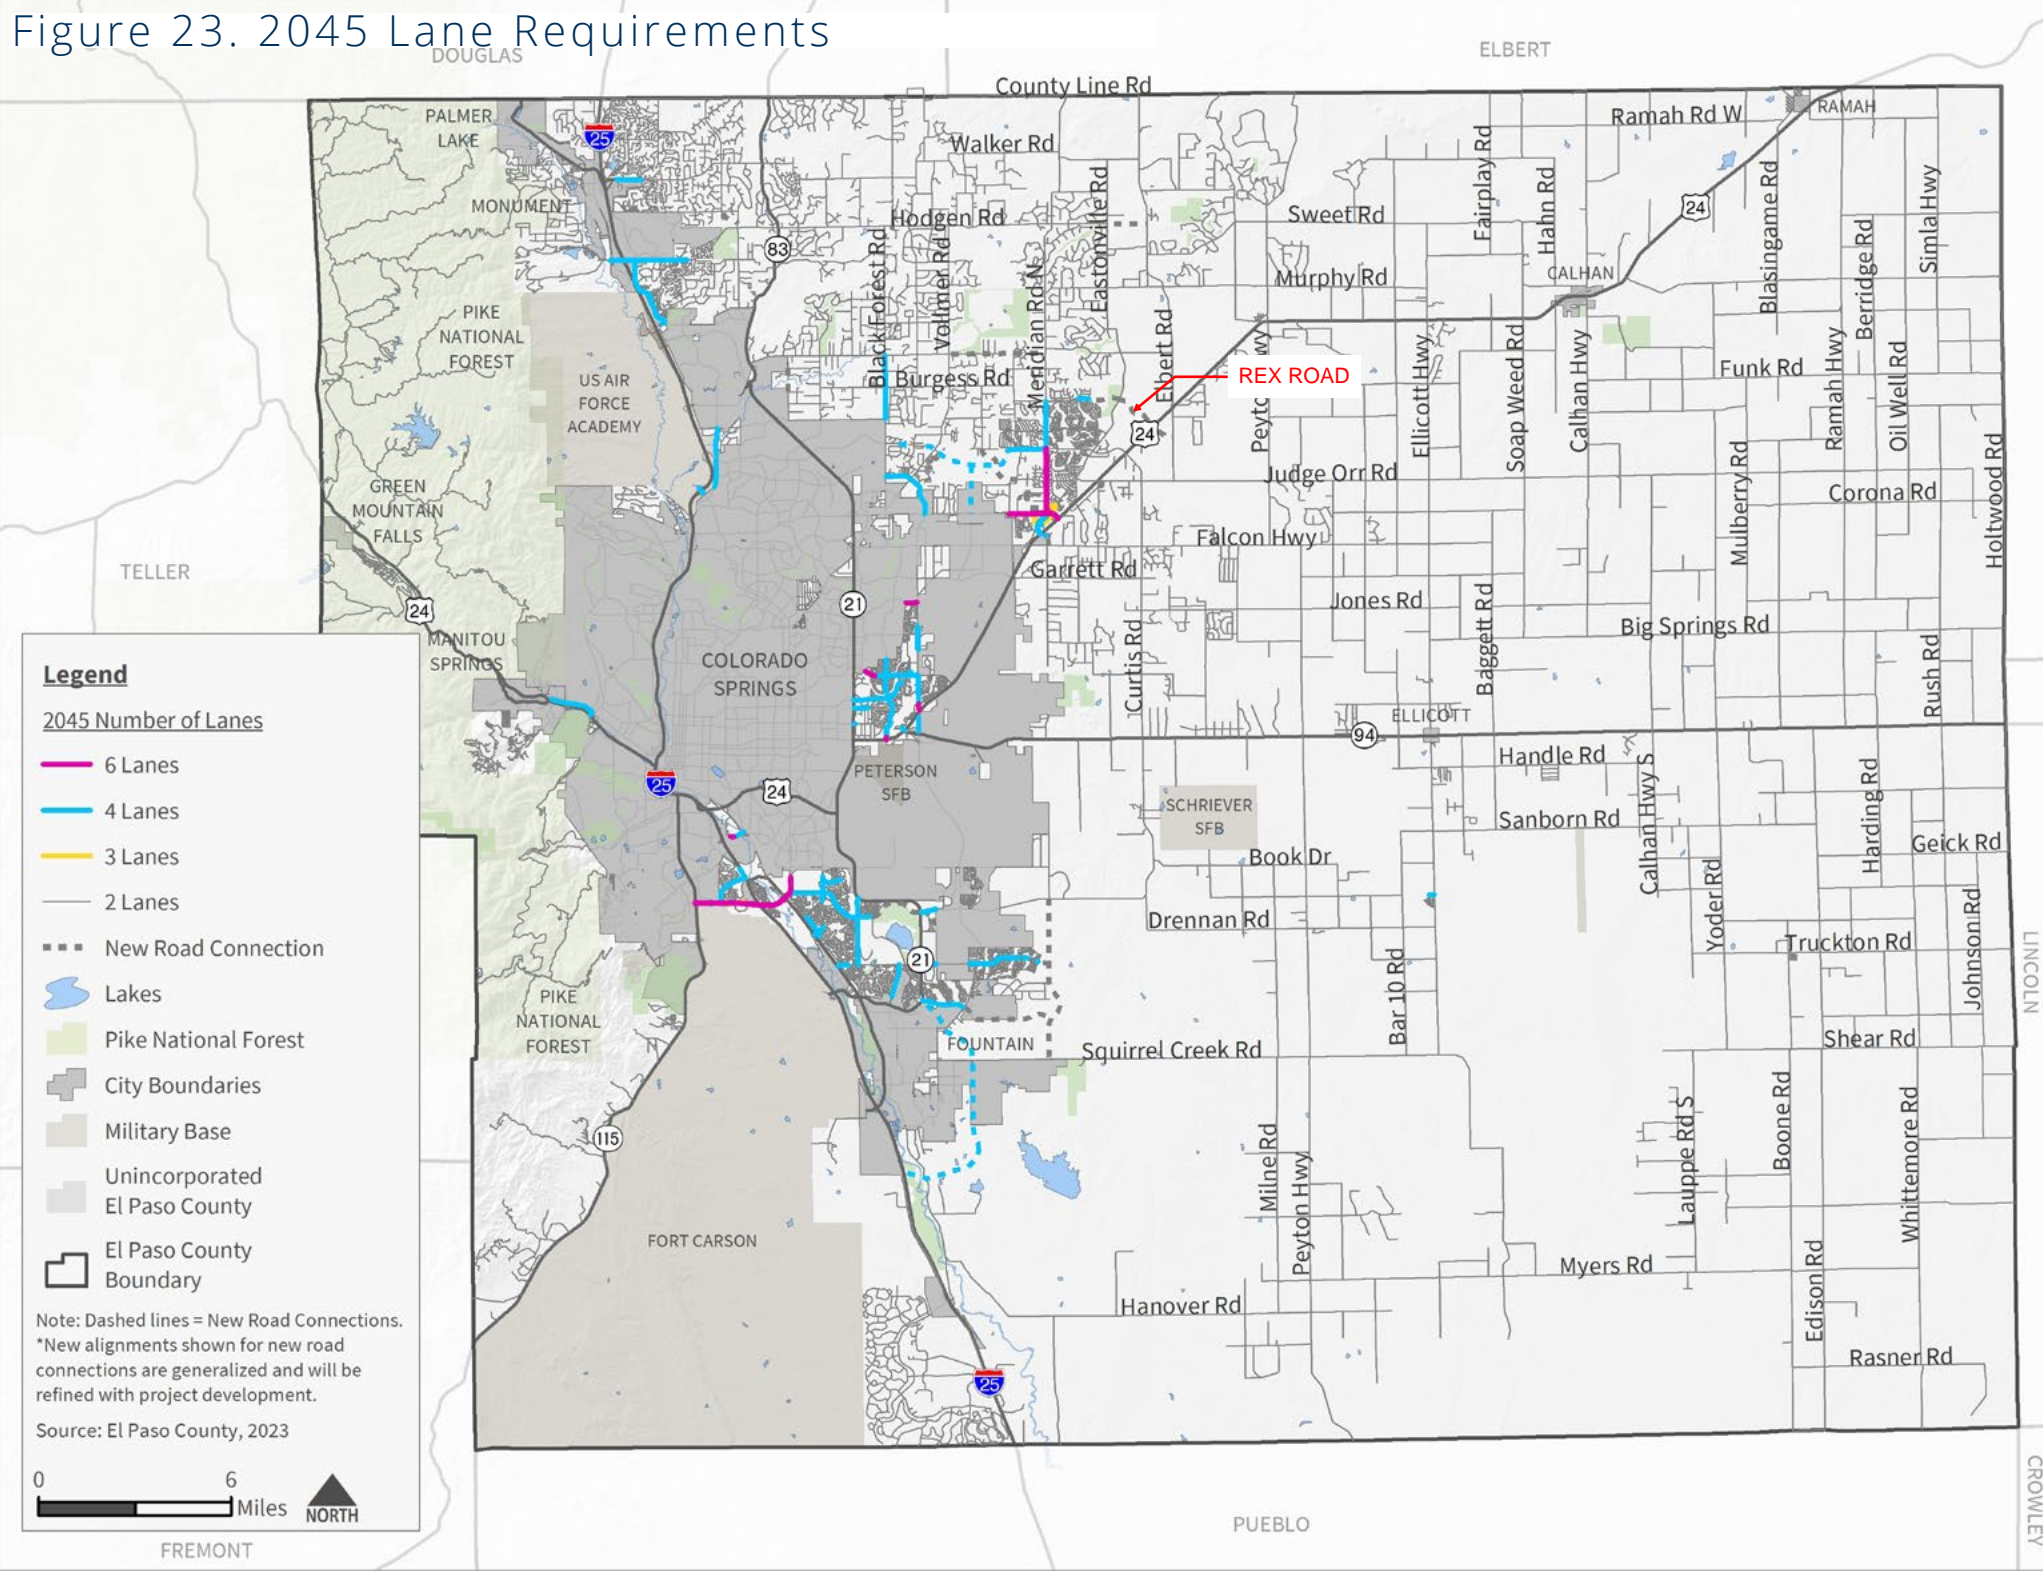 Figure 23. 2045 Lane Requirements
DOUGLAS
ELBERT
County Line Rd
PALMER
LAKE
25
Walker Rd
Ramah Rd W
RAMAH
MONUMENT
83
Hodgen Rd
Black Forest Rd
Vollmer Rd
Meridian Rd N
Eastonville Rd
Elbert Rd
Sweet Rd
Murphy Rd
Fairplay Rd
Hahn Rd
CALHAN
24
Blasingame Rd
Berridge Rd
Simla Hwy
PIKE
NATIONAL
FOREST
US AIR
FORCE
ACADEMY
Burgess Rd
REX ROAD
24
Peyton Hwy
Ellicott Hwy
Soap Weed Rd
Calhan Hwy
Funk Rd
Ramah Hwy
Oil Well Rd
Holtwood Rd
Judge Orr Rd
Corona Rd
Mulberry Rd
GREEN
MOUNTAIN
FALLS
Falcon Hwy
Garrett Rd
TELLER
24
21
Jones Rd
Baggett Rd
Big Springs Rd
Rush Rd
Curtis Rd
MANITOU
SPRINGS
COLORADO
SPRINGS
ELLICOTT
94
Handle Rd
25
24
PETERSON
SFB
SCHRIEVER
SFB
Sanborn Rd
Calhan Hwy S
Harding Rd
Geick Rd
Book Dr
Yoder Rd
Drennan Rd
Truckton Rd
Johnson Rd
LINCOLN
21
Bar 10 Rd
PIKE
NATIONAL
FOREST
FOUNTAIN
Squirrel Creek Rd
Shear Rd
115
Milne Rd
Peyton Hwy
Lauppe Rd S
Boone Rd
Whittemore Rd
FORT CARSON
Myers Rd
Hanover Rd
Edison Rd
Rasner Rd
25
CROWLEY
PUEBLO
FREMONT
Legend
2045 Number of Lanes
6 Lanes
4 Lanes
3 Lanes
2 Lanes
New Road Connection
Lakes
Pike National Forest
City Boundaries
Military Base
Unincorporated
El Paso County
El Paso County
Boundary
Note: Dashed lines = New Road Connections.
*New alignments shown for new road
connections are generalized and will be
refined with project development.
Source: El Paso County, 2023
0 6
Miles
NORTH